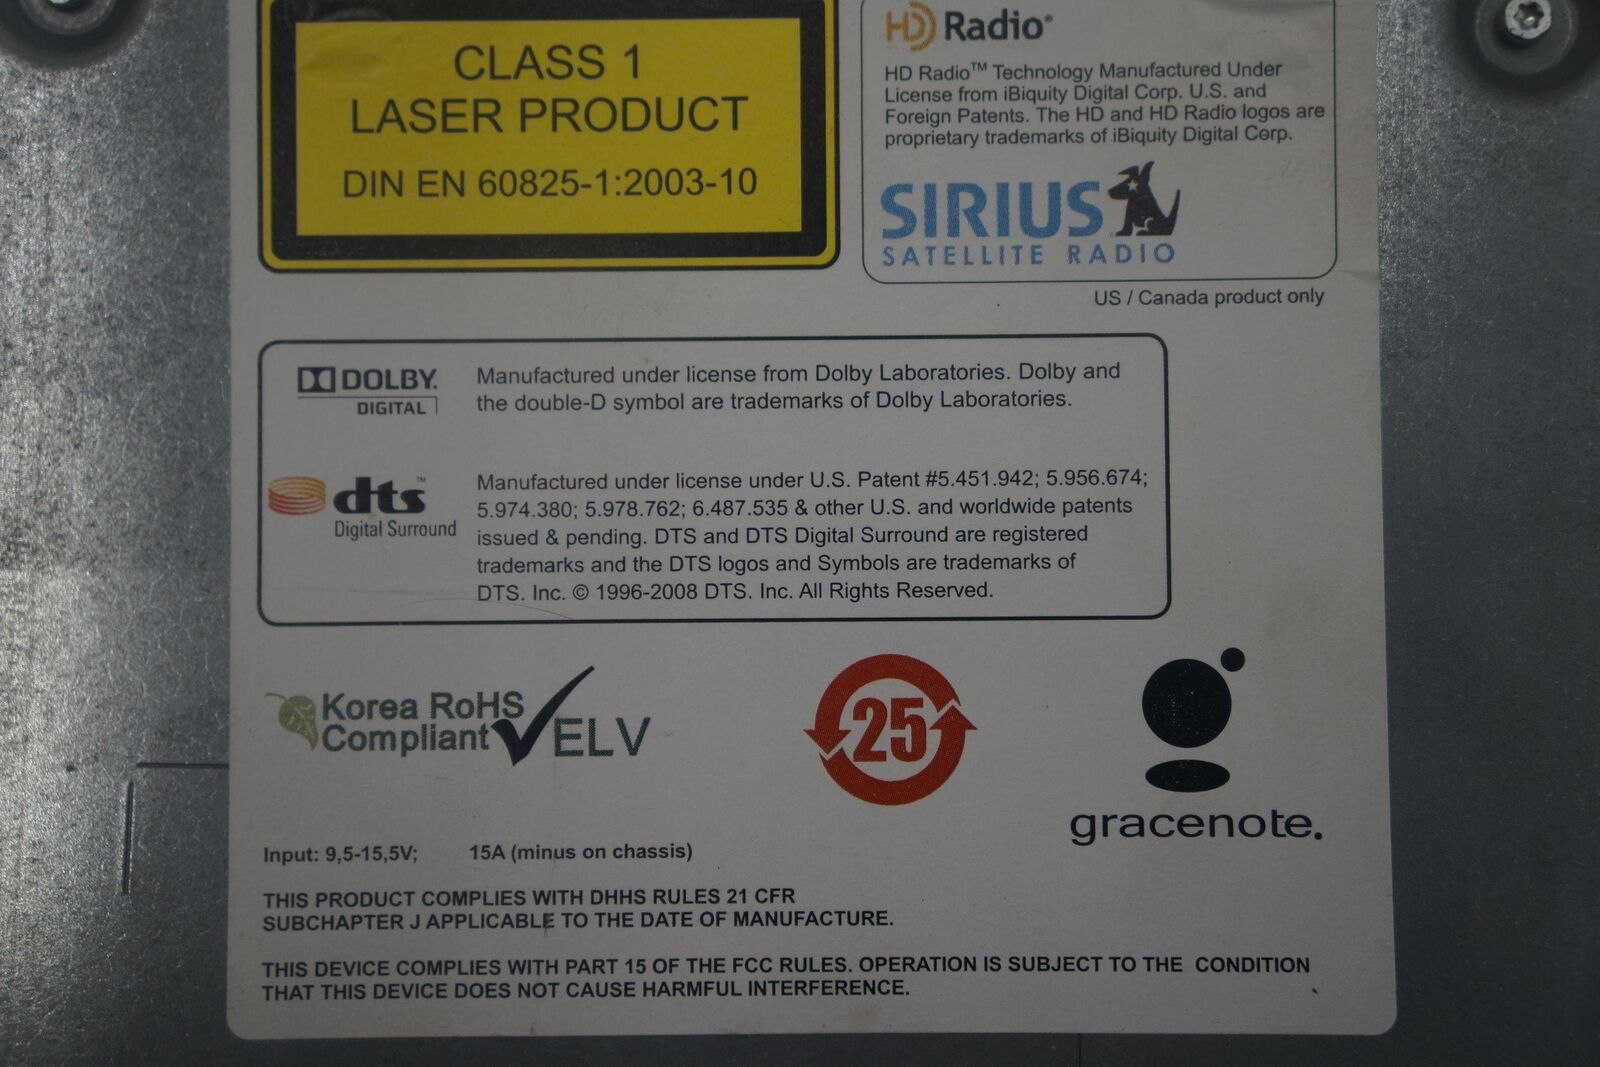 CLASS 1
LASER PRODUCT
DIN EN 60825-1:2003-10
HD Radio®
HD Radio™ Technology Manufactured Under
License from iBiquity Digital Corp. U.S. and
Foreign Patents. The HD and HD Radio logos are
proprietary trademarks of iBiquity Digital Corp.
SIRIUS
SATELLITE RADIO
US / Canada product only
DOLBY
DIGITAL
Manufactured under license from Dolby Laboratories. Dolby and
the double-D symbol are trademarks of Dolby Laboratories.
dts™
Digital Surround
Manufactured under license under U.S. Patent #5.451.942; 5.956.674;
5.974.380; 5.978.762; 6.487.535 & other U.S. and worldwide patents
issued & pending. DTS and DTS Digital Surround are registered
trademarks and the DTS logos and Symbols are trademarks of
DTS. Inc. © 1996-2008 DTS. Inc. All Rights Reserved.
Korea RoHS
Compliant
ELV
25
gracenote.
Input: 9,5-15,5V; 15A (minus on chassis)
THIS PRODUCT COMPLIES WITH DHHS RULES 21 CFR
SUBCHAPTER J APPLICABLE TO THE DATE OF MANUFACTURE.
THIS DEVICE COMPLIES WITH PART 15 OF THE FCC RULES. OPERATION IS SUBJECT TO THE CONDITION
THAT THIS DEVICE DOES NOT CAUSE HARMFUL INTERFERENCE.